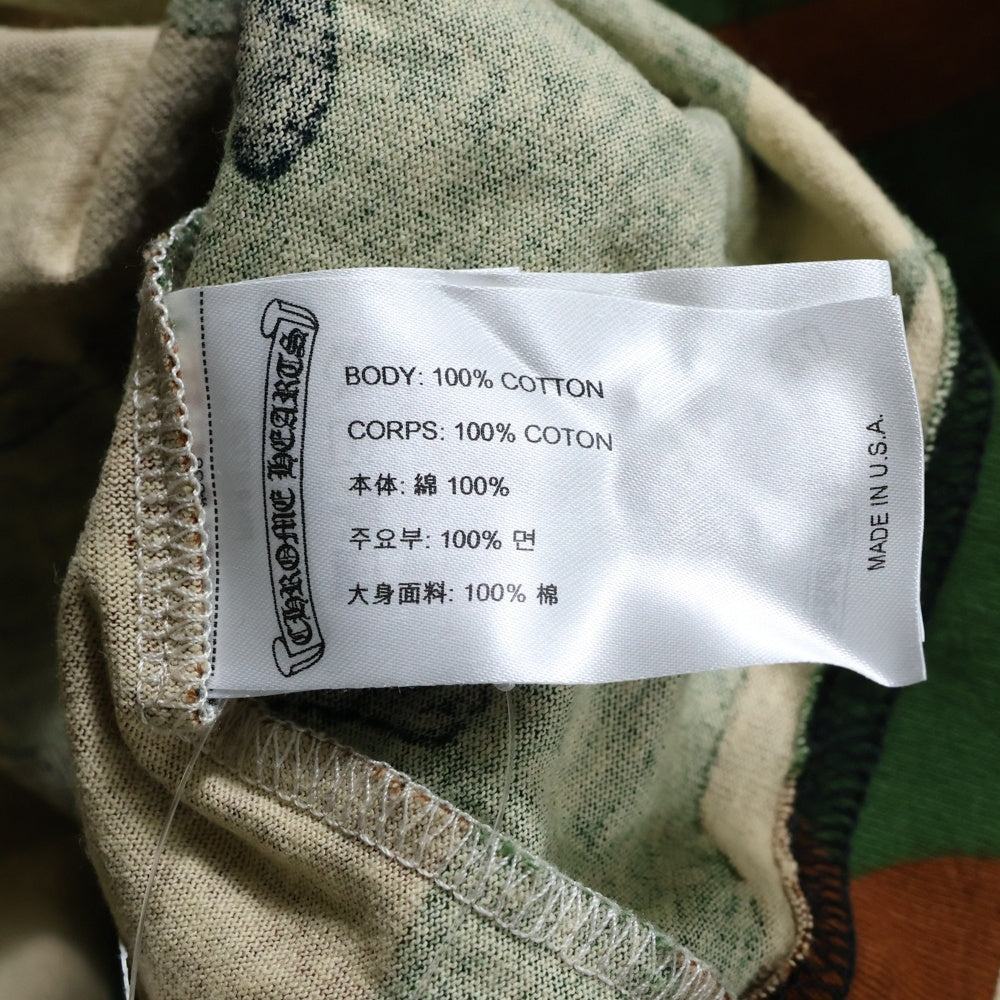 CHROME HEARTS
BODY: 100% COTTON
CORPS: 100% COTON
本体: 綿 100%
주요부: 100% 면
大身面料: 100% 棉
MADE IN U.S.A.